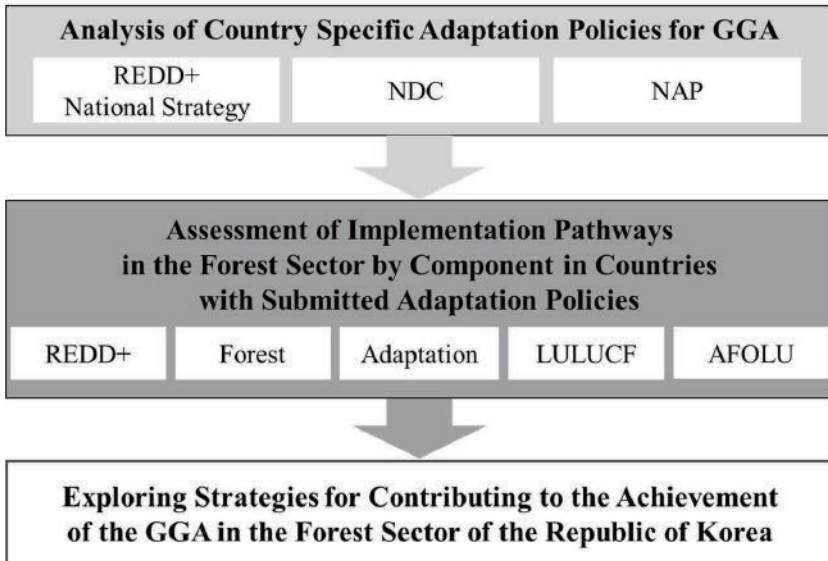 Analysis of Country Specific Adaptation Policies for GGA
REDD+
National Strategy
NDC
NAP
Assessment of Implementation Pathways
in the Forest Sector by Component in Countries
with Submitted Adaptation Policies
REDD+
Forest
Adaptation
LULUCF
AFOLU
Exploring Strategies for Contributing to the Achievement
of the GGA in the Forest Sector of the Republic of Korea